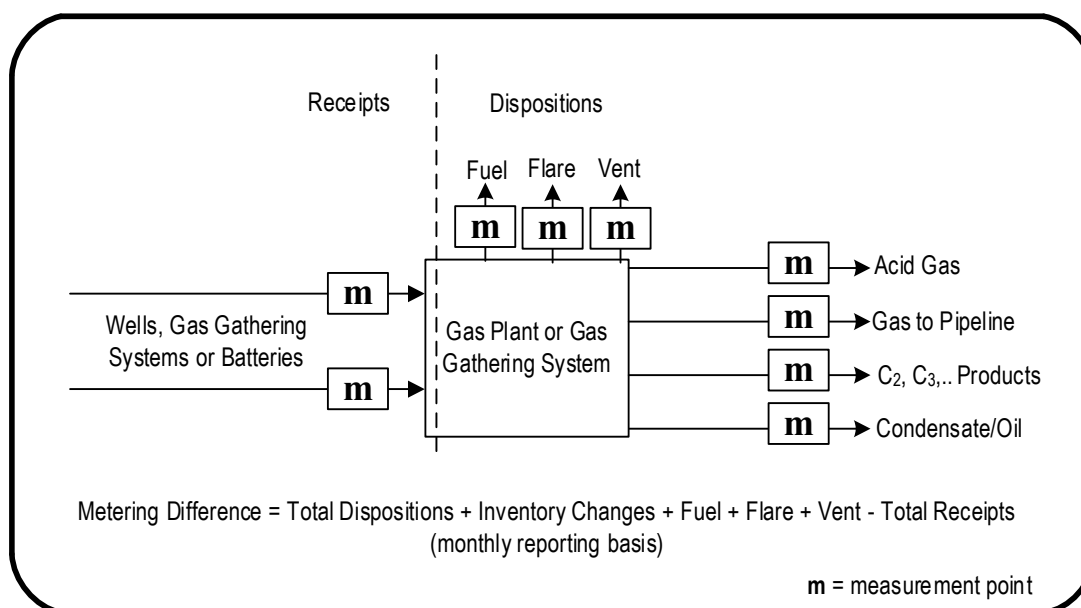 Receipts
Dispositions
Fuel
Flare
Vent
m
m
m
m
m
Acid Gas
m
Wells, Gas Gathering
Systems or Batteries
Gas Plant or Gas
Gathering System
m
Gas to Pipeline
m
m
C2, C3,.. Products
m
Condensate/Oil
Metering Difference = Total Dispositions + Inventory Changes + Fuel + Flare + Vent - Total Receipts
(monthly reporting basis)
m = measurement point